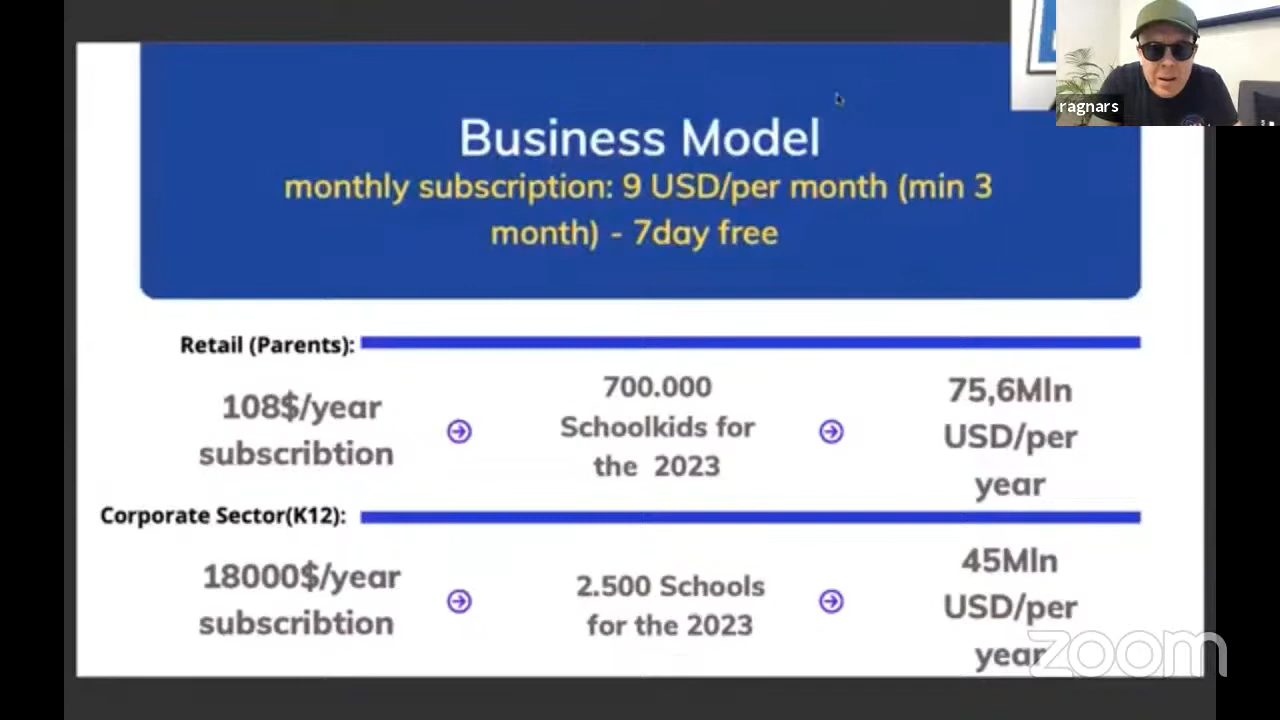 ragnars
Business Model
monthly subscription: 9 USD/per month (min 3
month) - 7day free
Retail (Parents):
108$/year
subscribtion
700.000
Schoolkids for
the 2023
75,6Mln
USD/per
year
Corporate Sector(K12):
18000$/year
subscribtion
2.500 Schools
for the 2023
45Mln
USD/per
year
zoom